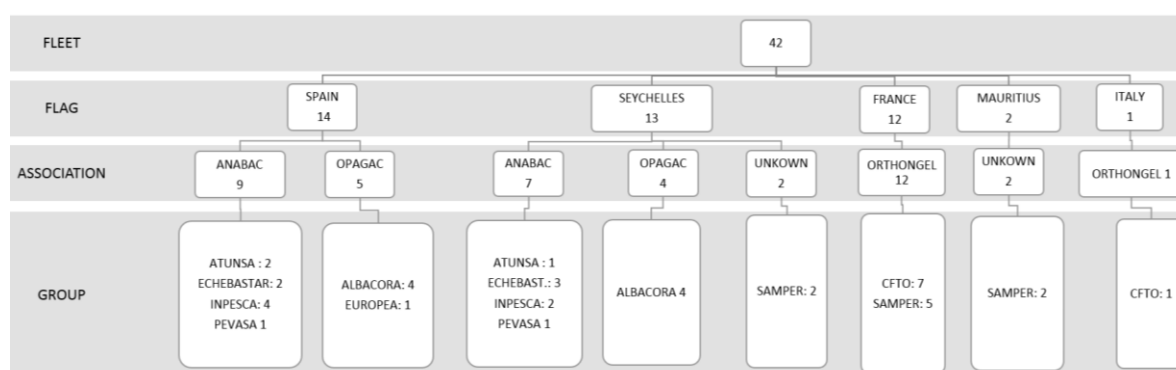 FLEET
42
FLAG
SPAIN
14
SEYCHELLES
13
FRANCE
12
MAURITIUS
2
ITALY
1
ASSOCIATION
ANABAC
9
OPAGAC
5
ANABAC
7
OPAGAC
4
UNKOWN
2
ORTHONGEL
12
UNKOWN
2
ORTHONGEL 1
GROUP
ATUNSA : 2
ECHEBASTAR: 2
INPESCA: 4
PEVASA 1
ALBACORA: 4
EUROPEA: 1
ATUNSA : 1
ECHEBAST.: 3
INPESCA: 2
PEVASA 1
ALBACORA 4
SAMPER: 2
CFTO: 7
SAMPER: 5
SAMPER: 2
CFTO: 1